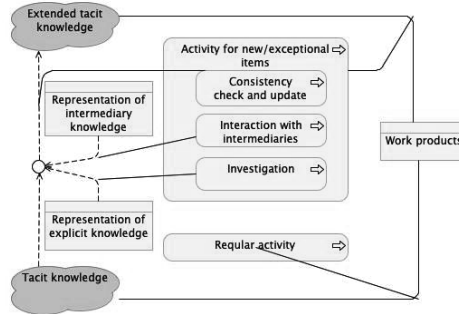 Extended tacit
knowledge
Activity for new/exceptional
items
Consistency
check and update
Representation of
intermediary
knowledge
Interaction with
intermediaries
Work products
Investigation
Representation of
explicit knowledge
Reqular activity
Tacit knowledge